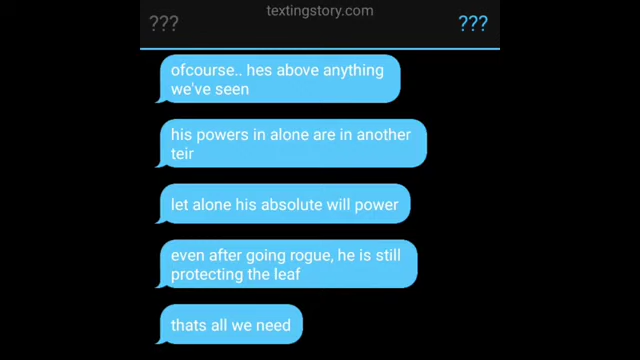 textingstory.com
??? ???
ofcourse.. hes above anything
we've seen
his powers in alone are in another
teir
let alone his absolute will power
even after going rogue, he is still
protecting the leaf
thats all we need